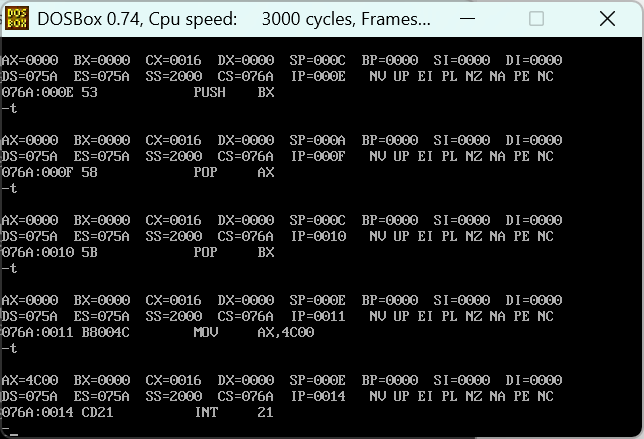 DOSBox 0.74, Cpu speed: 3000 cycles, Frames...
AX=0000 BX=0000 CX=0016 DX=0000 SP=000C BP=0000 SI=0000 DI=0000
DS=075A ES=075A SS=2000 CS=076A IP=000E NV UP EI PL NZ NA PE NC
076A:000E 53 PUSH BX
-t
AX=0000 BX=0000 CX=0016 DX=0000 SP=000A BP=0000 SI=0000 DI=0000
DS=075A ES=075A SS=2000 CS=076A IP=000F NV UP EI PL NZ NA PE NC
076A:000F 58 POP AX
-t
AX=0000 BX=0000 CX=0016 DX=0000 SP=000C BP=0000 SI=0000 DI=0000
DS=075A ES=075A SS=2000 CS=076A IP=0010 NV UP EI PL NZ NA PE NC
076A:0010 5B POP BX
-t
AX=0000 BX=0000 CX=0016 DX=0000 SP=000E BP=0000 SI=0000 DI=0000
DS=075A ES=075A SS=2000 CS=076A IP=0011 NV UP EI PL NZ NA PE NC
076A:0011 B8004C MOV AX,4C00
-t
AX=4C00 BX=0000 CX=0016 DX=0000 SP=000E BP=0000 SI=0000 DI=0000
DS=075A ES=075A SS=2000 CS=076A IP=0014 NV UP EI PL NZ NA PE NC
076A:0014 CD21 INT 21
-_